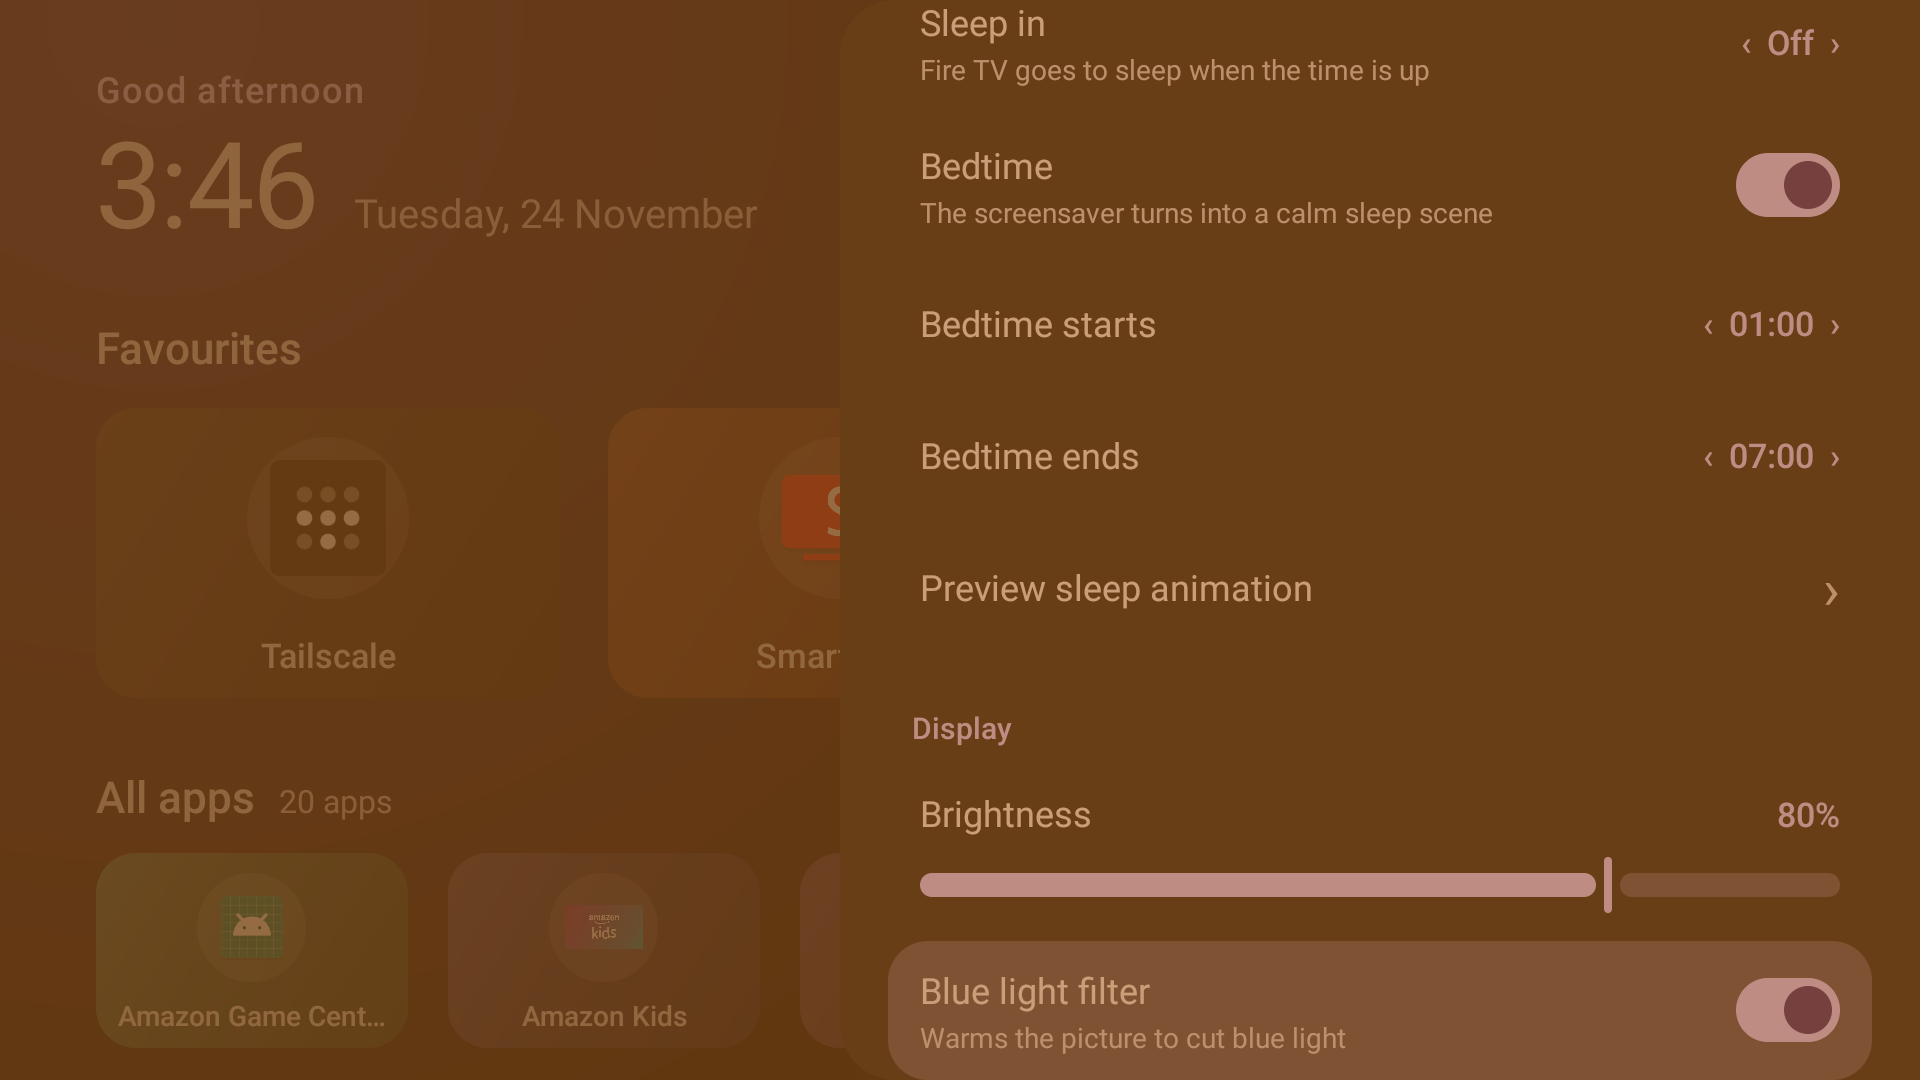 Good afternoon
3:46
Tuesday, 24 November
Favourites
Tailscale
S
Smar
All apps
20 apps
amazon
kids
Amazon Game Cent...
Amazon Kids
Sleep in
Fire TV goes to sleep when the time is up
‹ Off ›
Bedtime
The screensaver turns into a calm sleep scene
Bedtime starts
‹ 01:00 ›
Bedtime ends
‹ 07:00 ›
Preview sleep animation
›
Display
Brightness
80%
Blue light filter
Warms the picture to cut blue light